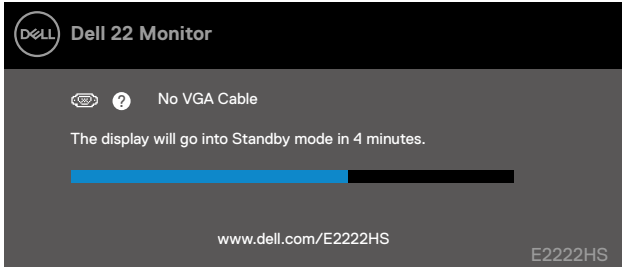 DELL Dell 22 Monitor
? No VGA Cable
The display will go into Standby mode in 4 minutes.
www.dell.com/E2222HS
E2222HS